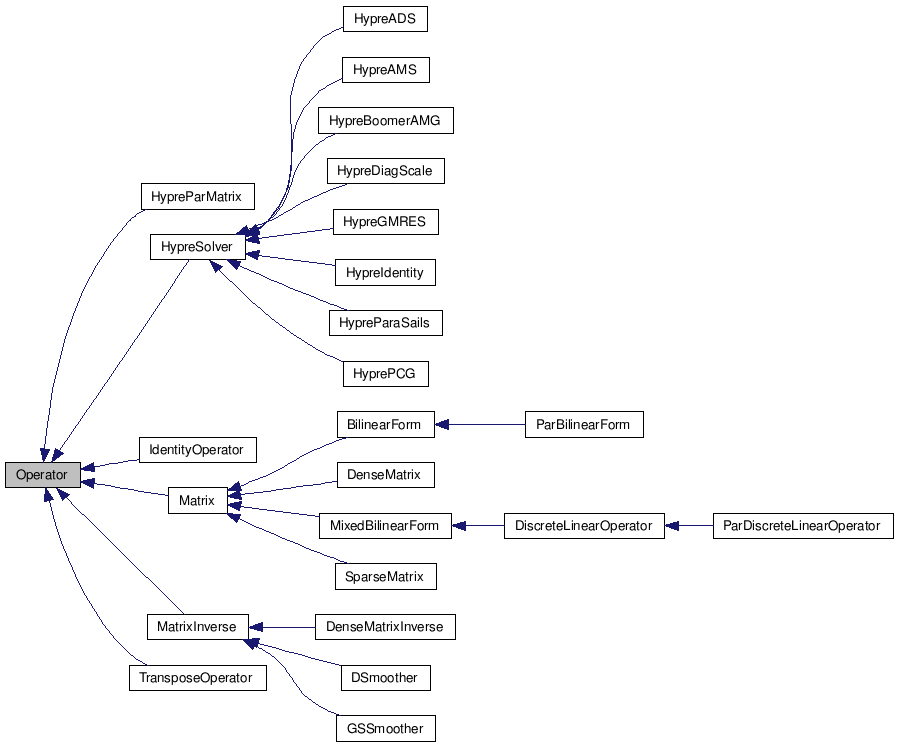 HypreADS
HypreAMS
HypreBoomerAMG
HypreDiagScale
HypreParMatrix
HypreGMRES
HypreSolver
HypreIdentity
HypreParaSails
HyprePCG
BilinearForm
ParBilinearForm
IdentityOperator
Operator
DenseMatrix
Matrix
MixedBilinearForm
DiscreteLinearOperator
ParDiscreteLinearOperator
SparseMatrix
MatrixInverse
DenseMatrixInverse
TransposeOperator
DSmoother
GSSmoother